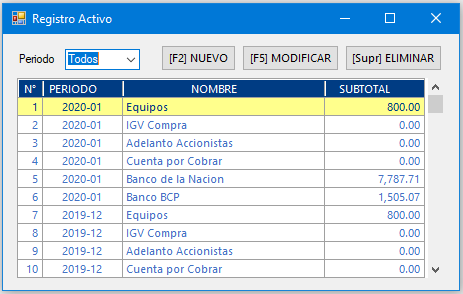 Registro Activo
Periodo Todos [F2] NUEVO [F5] MODIFICAR [Supr] ELIMINAR
N° PERIODO NOMBRE SUBTOTAL
1 2020-01 Equipos 800.00
2 2020-01 IGV Compra 0.00
3 2020-01 Adelanto Accionistas 0.00
4 2020-01 Cuenta por Cobrar 0.00
5 2020-01 Banco de la Nacion 7,787.71
6 2020-01 Banco BCP 1,505.07
7 2019-12 Equipos 800.00
8 2019-12 IGV Compra 0.00
9 2019-12 Adelanto Accionistas 0.00
10 2019-12 Cuenta por Cobrar 0.00